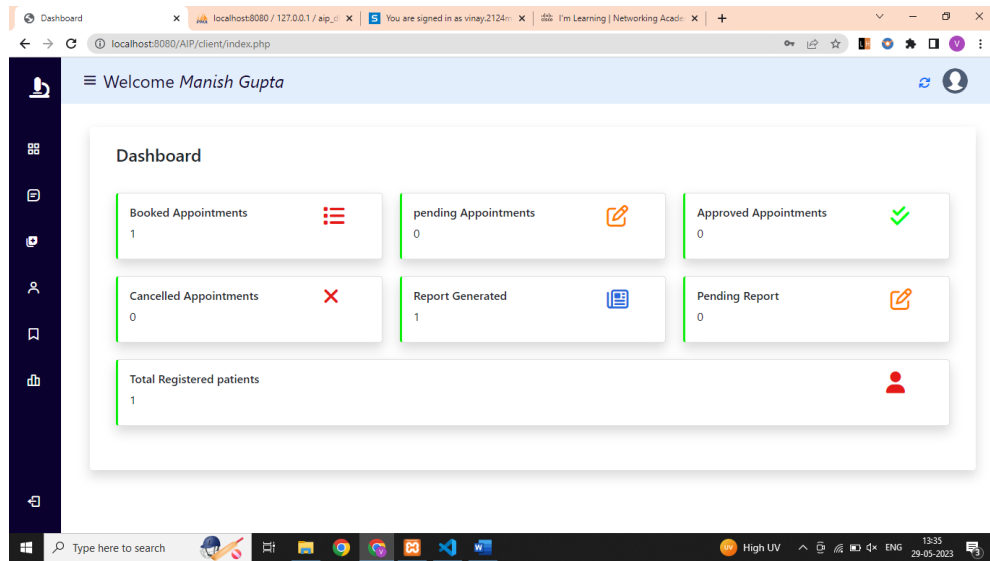 Dashboard
localhost:8080 / 127.0.0.1 / aip_d
You are signed in as vinay.2124m
I'm Learning | Networking Acade
localhost:8080/AIP/client/index.php
V
Welcome Manish Gupta
Dashboard
Booked Appointments
1
pending Appointments
0
Approved Appointments
0
Cancelled Appointments
0
Report Generated
1
Pending Report
0
Total Registered patients
1
Type here to search
UV
High UV
ENG
13:35
29-05-2023
3